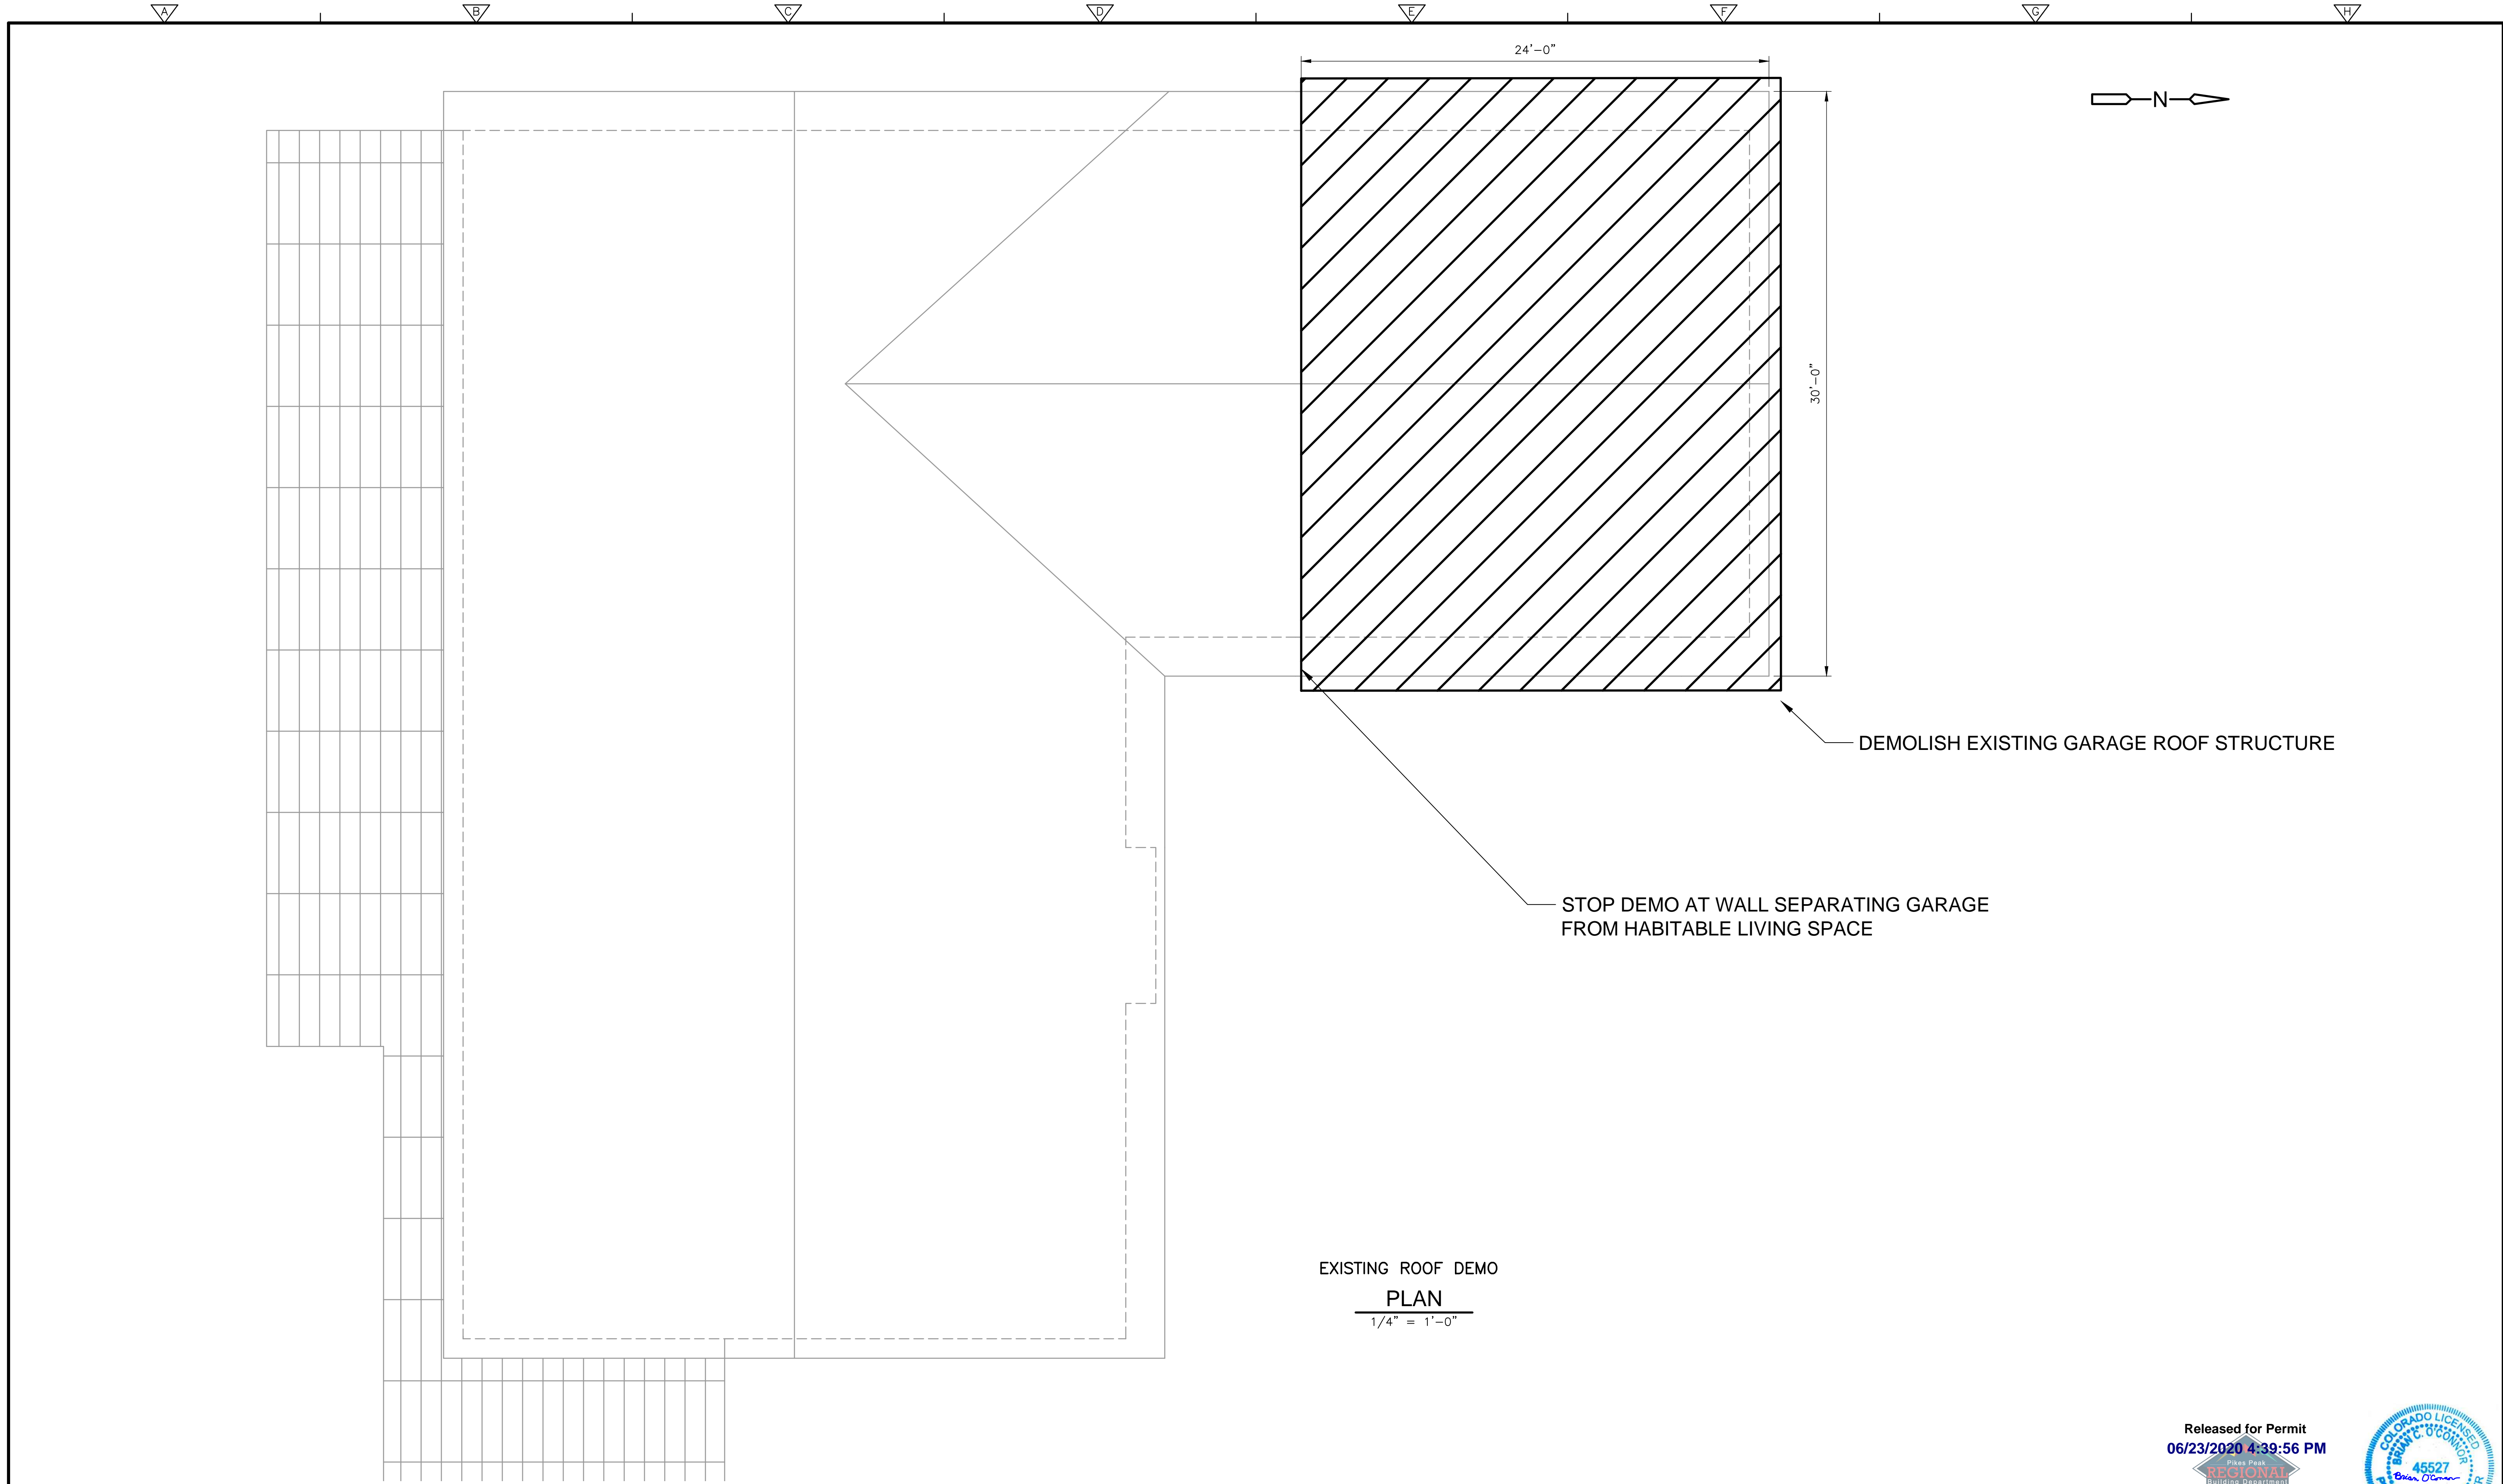 A B C D E F G H
24'-0"
N
30'-0"
DEMOLISH EXISTING GARAGE ROOF STRUCTURE
STOP DEMO AT WALL SEPARATING GARAGE
FROM HABITABLE LIVING SPACE
EXISTING ROOF DEMO
PLAN
1/4" = 1'-0"
Released for Permit
06/23/2020 4:39:56 PM
Pikes Peak
REGIONAL
Building Department
COLORADO LICENSED
BRIAN C. O'CONNOR
45527
Brian O'Connor